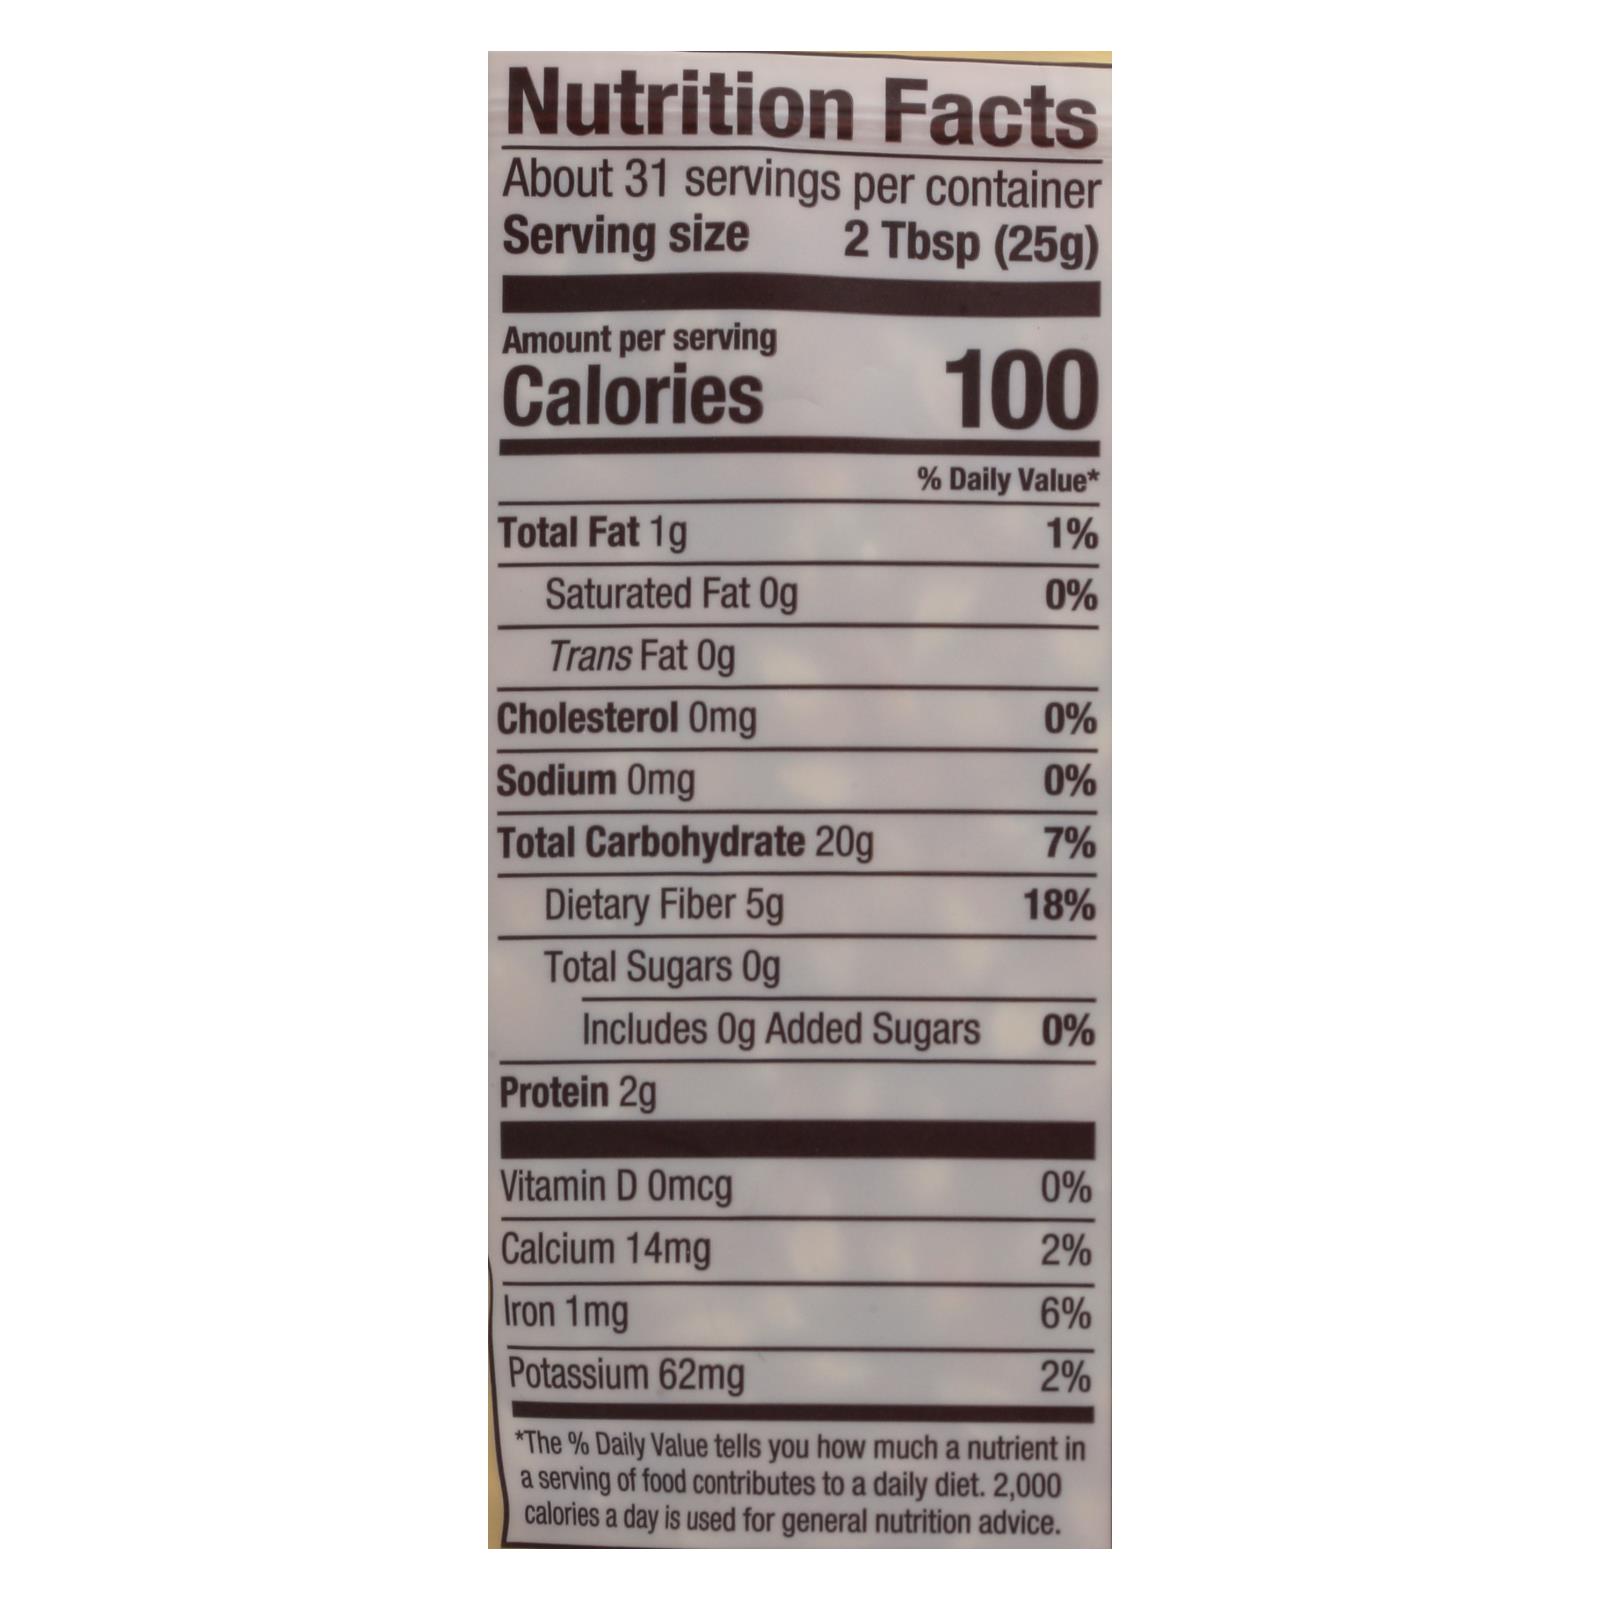 Nutrition Facts
About 31 servings per container
Serving size 2 Tbsp (25g)
Amount per serving
Calories 100
% Daily Value*
Total Fat 1g 1%
Saturated Fat 0g 0%
Trans Fat 0g
Cholesterol 0mg 0%
Sodium 0mg 0%
Total Carbohydrate 20g 7%
Dietary Fiber 5g 18%
Total Sugars 0g
Includes 0g Added Sugars 0%
Protein 2g
Vitamin D 0mcg 0%
Calcium 14mg 2%
Iron 1mg 6%
Potassium 62mg 2%
*The % Daily Value tells you how much a nutrient in
a serving of food contributes to a daily diet. 2,000
calories a day is used for general nutrition advice.